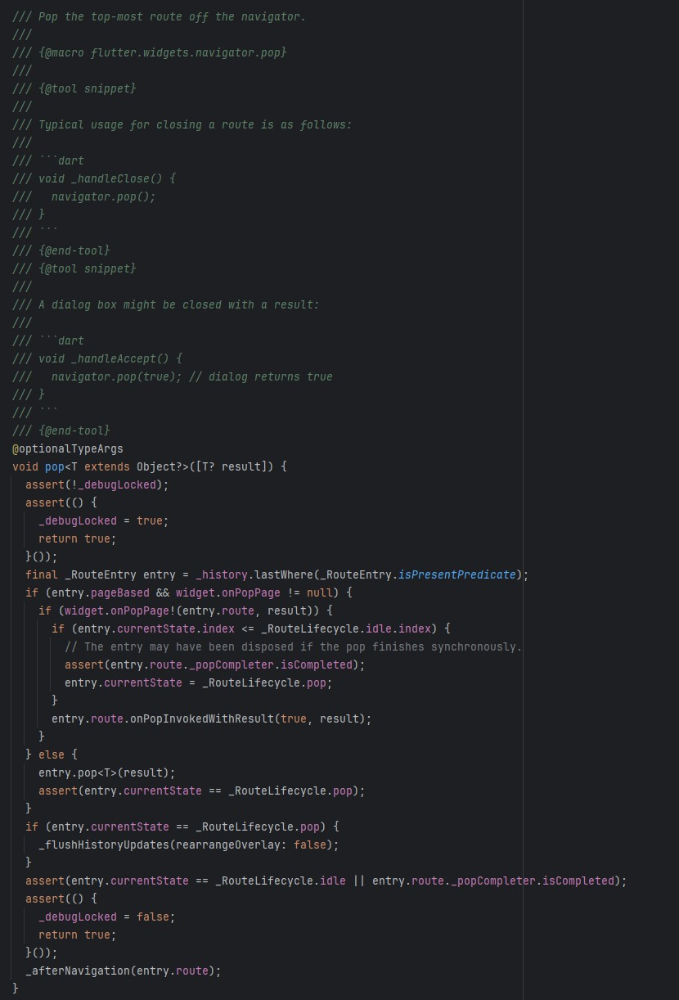 /// Pop the top-most route off the navigator.
///
/// {@macro flutter.widgets.navigator.pop}
///
/// {@tool snippet}
///
/// Typical usage for closing a route is as follows:
///
/// ```dart
/// void _handleClose() {
///   navigator.pop();
/// }
/// ```
/// {@end-tool}
/// {@tool snippet}
///
/// A dialog box might be closed with a result:
///
/// ```dart
/// void _handleAccept() {
///   navigator.pop(true); // dialog returns true
/// }
/// ```
/// {@end-tool}
@optionalTypeArgs
void pop<T extends Object?>([T? result]) {
  assert(!_debugLocked);
  assert(() {
    _debugLocked = true;
    return true;
  }());
  final _RouteEntry entry = _history.lastWhere(_RouteEntry.isPresentPredicate);
  if (entry.pageBased && widget.onPopPage != null) {
    if (widget.onPopPage!(entry.route, result)) {
      if (entry.currentState.index <= _RouteLifecycle.idle.index) {
        // The entry may have been disposed if the pop finishes synchronously.
        assert(entry.route._popCompleter.isCompleted);
        entry.currentState = _RouteLifecycle.pop;
      }
      entry.route.onPopInvokedWithResult(true, result);
    }
  } else {
    entry.pop<T>(result);
    assert(entry.currentState == _RouteLifecycle.pop);
  }
  if (entry.currentState == _RouteLifecycle.pop) {
    _flushHistoryUpdates(rearrangeOverlay: false);
  }
  assert(entry.currentState == _RouteLifecycle.idle || entry.route._popCompleter.isCompleted);
  assert(() {
    _debugLocked = false;
    return true;
  }());
  _afterNavigation(entry.route);
}